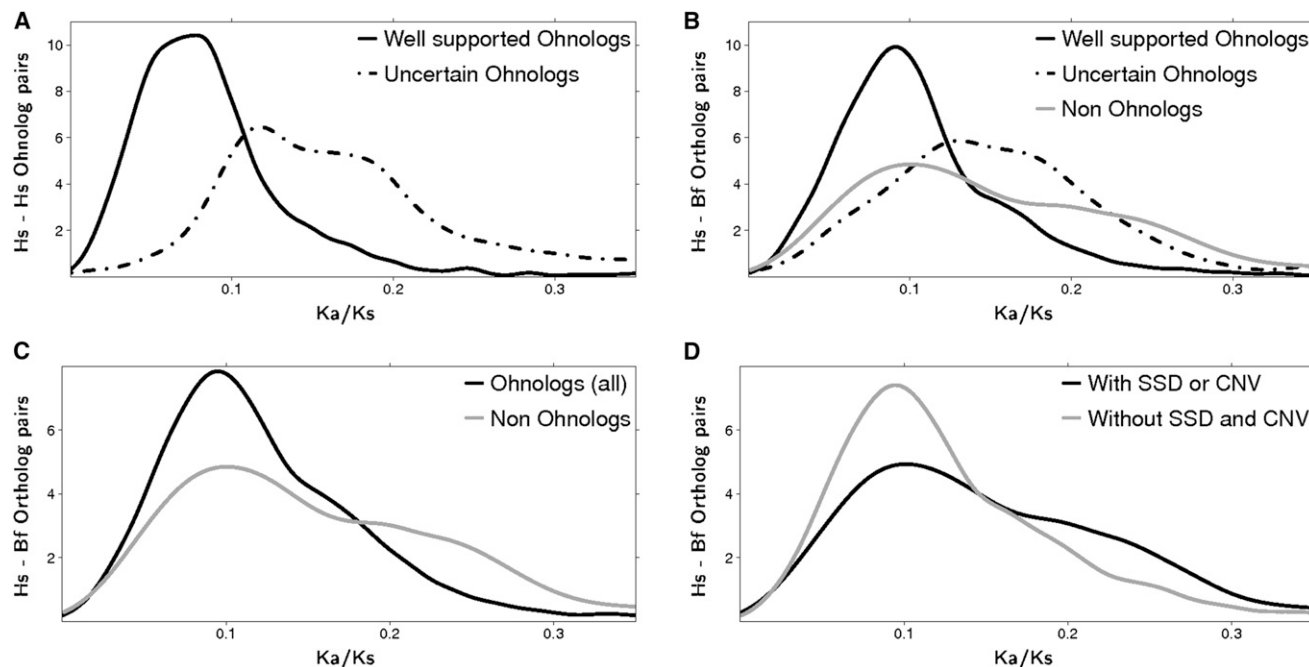 A
Well supported Ohnologs
Uncertain Ohnologs
Hs - Hs Ohnolog pairs
10
8
6
4
2
0.1
0.2
0.3
Ka/Ks
B
Well supported Ohnologs
Uncertain Ohnologs
Non Ohnologs
Hs - Bf Ortholog pairs
10
8
6
4
2
0.1
0.2
0.3
Ka/Ks
C
Ohnologs (all)
Non Ohnologs
Hs - Bf Ortholog pairs
6
4
2
0.1
0.2
0.3
Ka/Ks
D
With SSD or CNV
Without SSD and CNV
Hs - Bf Ortholog pairs
6
4
2
0.1
0.2
0.3
Ka/Ks